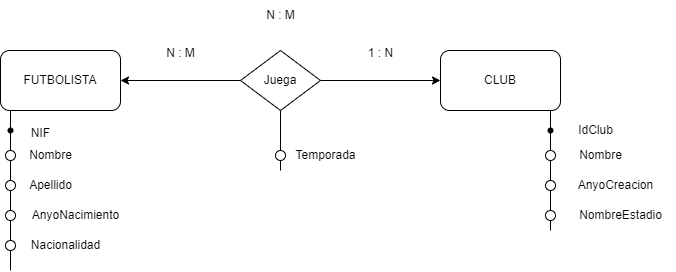 N : M
N : M
1 : N
FUTBOLISTA
Juega
CLUB
NIF
IdClub
Nombre
Temporada
Nombre
Apellido
AnyoCreacion
AnyoNacimiento
NombreEstadio
Nacionalidad